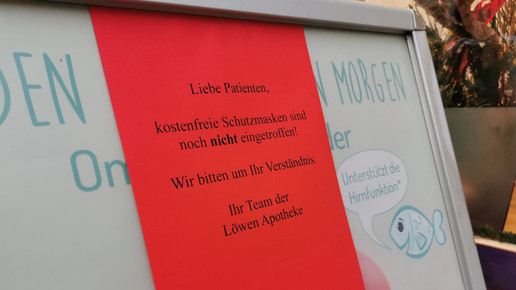 DEN
N MORGEN
Liebe Patienten,
kostenfreie Schutzmasken sind
noch nicht eingetroffen!
Wir bitten um Ihr Verständnis.
Ihr Team der
Löwen Apotheke
Om
der
Unterstützt die
Hirnfunktion*